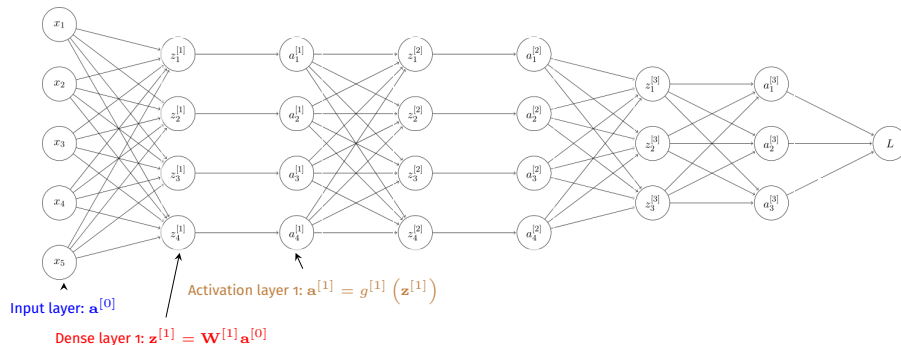 x₁
x₂
x₃
x₄
x₅
z₁^[1]
z₂^[1]
z₃^[1]
z₄^[1]
a₁^[1]
a₂^[1]
a₃^[1]
a₄^[1]
z₁^[2]
z₂^[2]
z₃^[2]
z₄^[2]
a₁^[2]
a₂^[2]
a₃^[2]
a₄^[2]
z₁^[3]
z₂^[3]
z₃^[3]
a₁^[3]
a₂^[3]
a₃^[3]
L
Activation layer 1: a^[1] = g^[1] (z^[1])
Input layer: a^[0]
Dense layer 1: z^[1] = W^[1]a^[0]